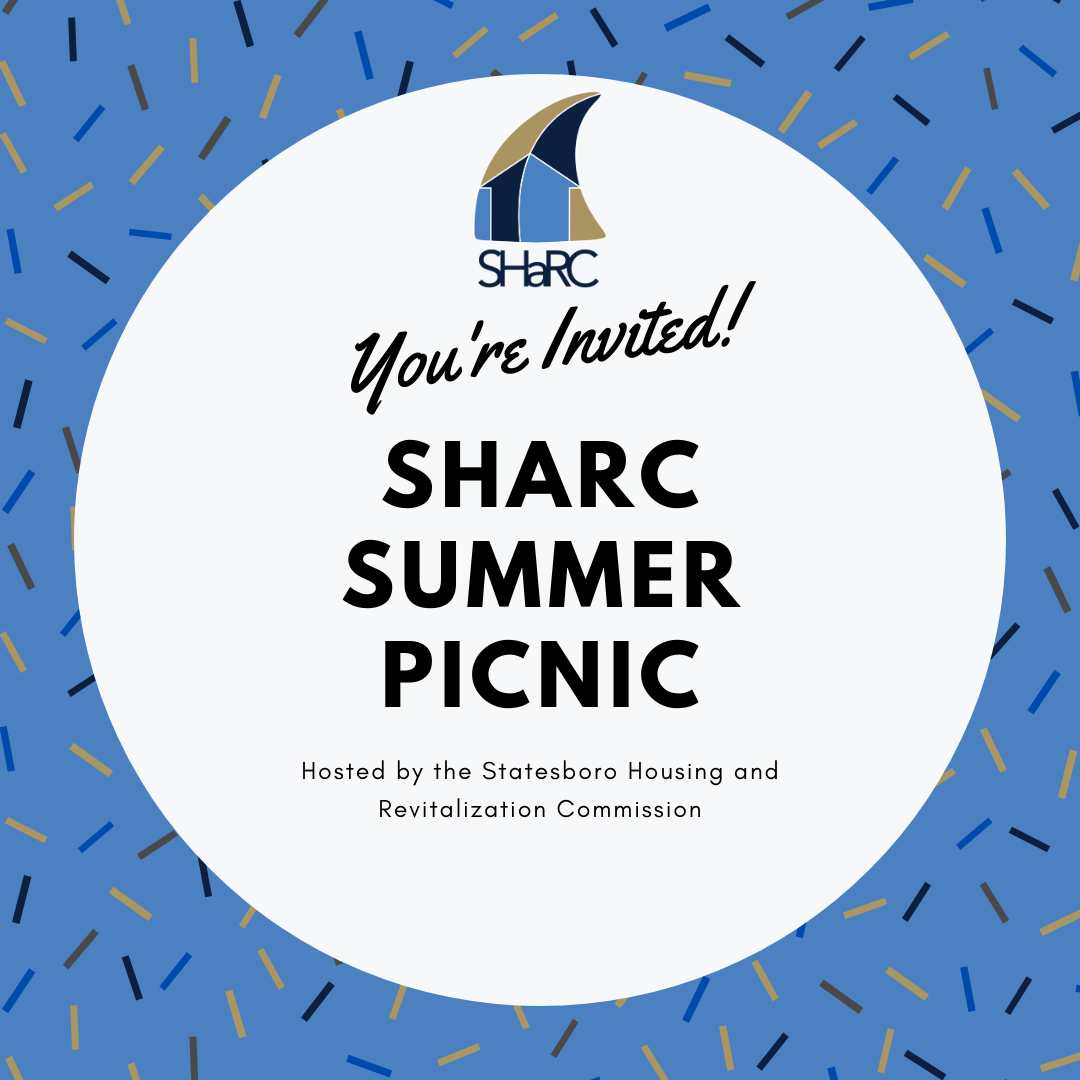 SHaRC
You're Invited!
SHARC
SUMMER
PICNIC
Hosted by the Statesboro Housing and
Revitalization Commission